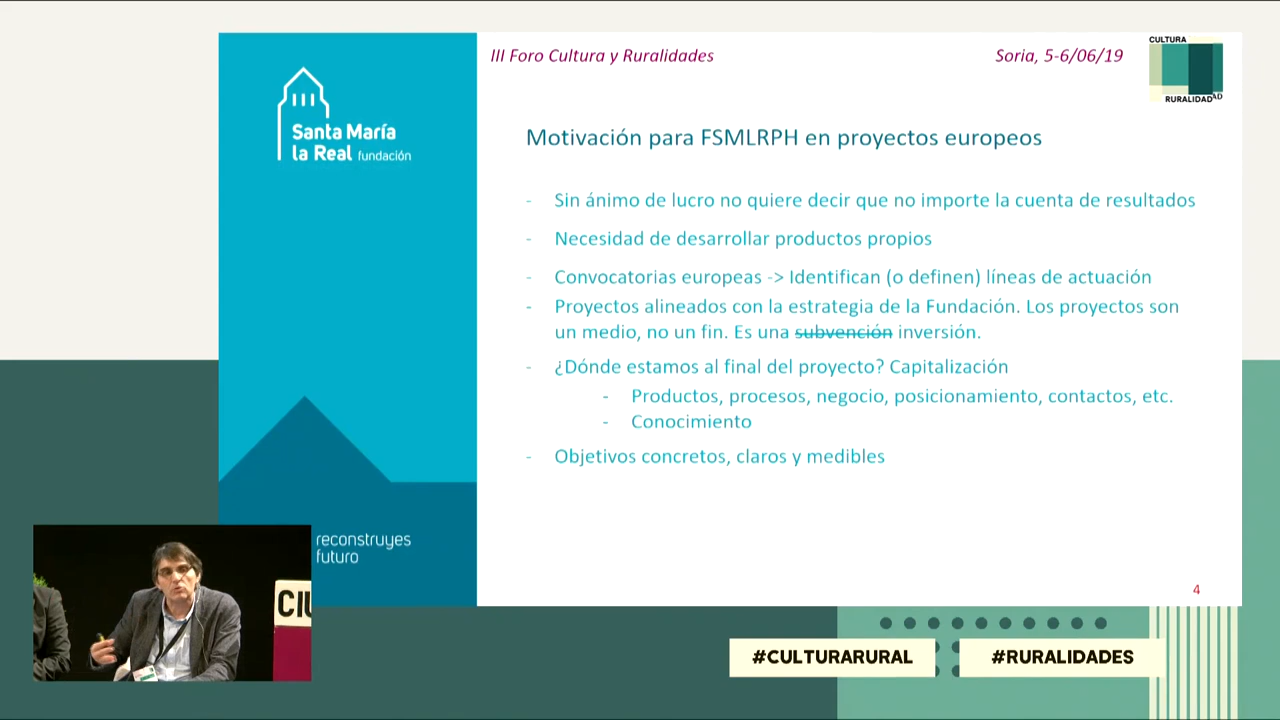 III Foro Cultura y Ruralidades
Soria, 5-6/06/19
CULTURA
RURALIDAD
AD
Santa María
la Real fundación
Motivación para FSMLRPH en proyectos europeos
- Sin ánimo de lucro no quiere decir que no importe la cuenta de resultados
- Necesidad de desarrollar productos propios
- Convocatorias europeas -> Identifican (o definen) líneas de actuación
- Proyectos alineados con la estrategia de la Fundación. Los proyectos son
un medio, no un fin. Es una subvención inversión.
- ¿Dónde estamos al final del proyecto? Capitalización
- Productos, procesos, negocio, posicionamiento, contactos, etc.
- Conocimiento
- Objetivos concretos, claros y medibles
reconstruyes
futuro
4
CIU
#CULTURARURAL
#RURALIDADES